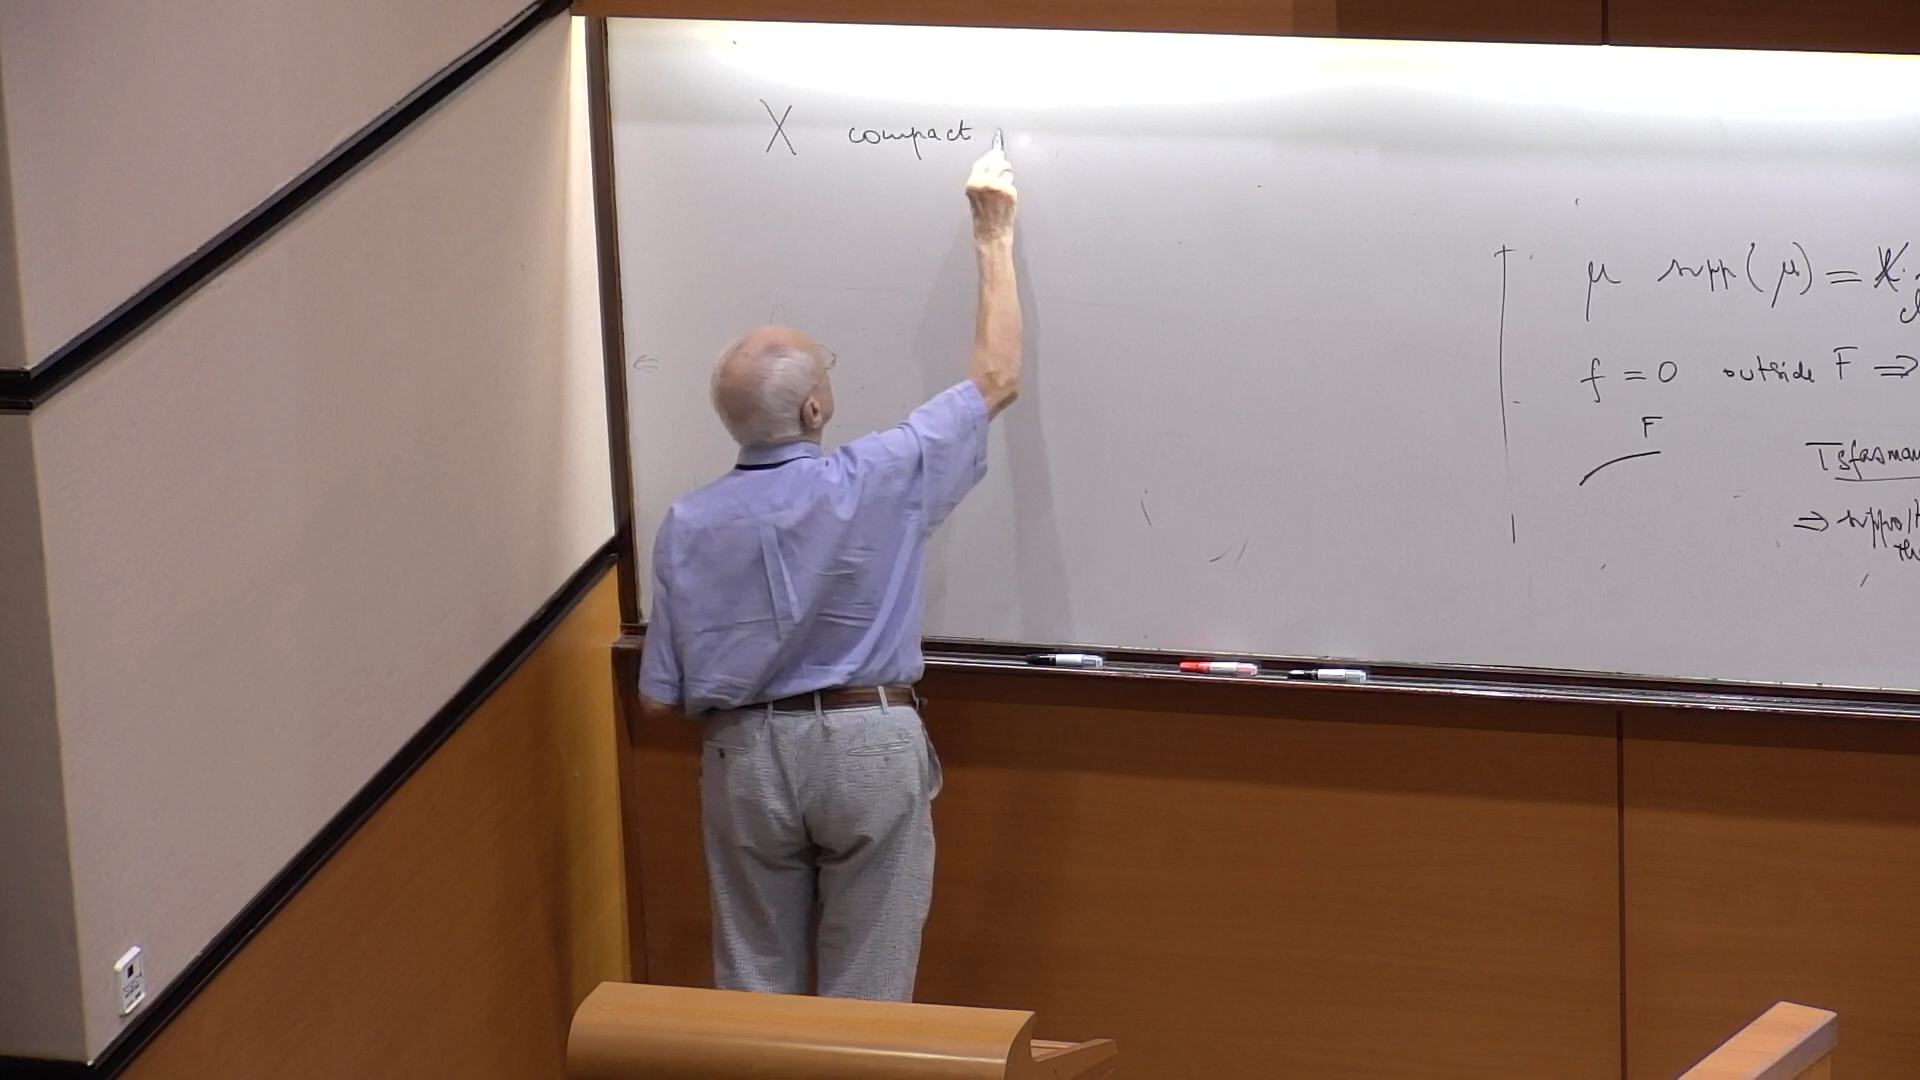 X compact
μ supp(μ) = X
f = 0 outside F ⇒
F
Tsfasman
⇒